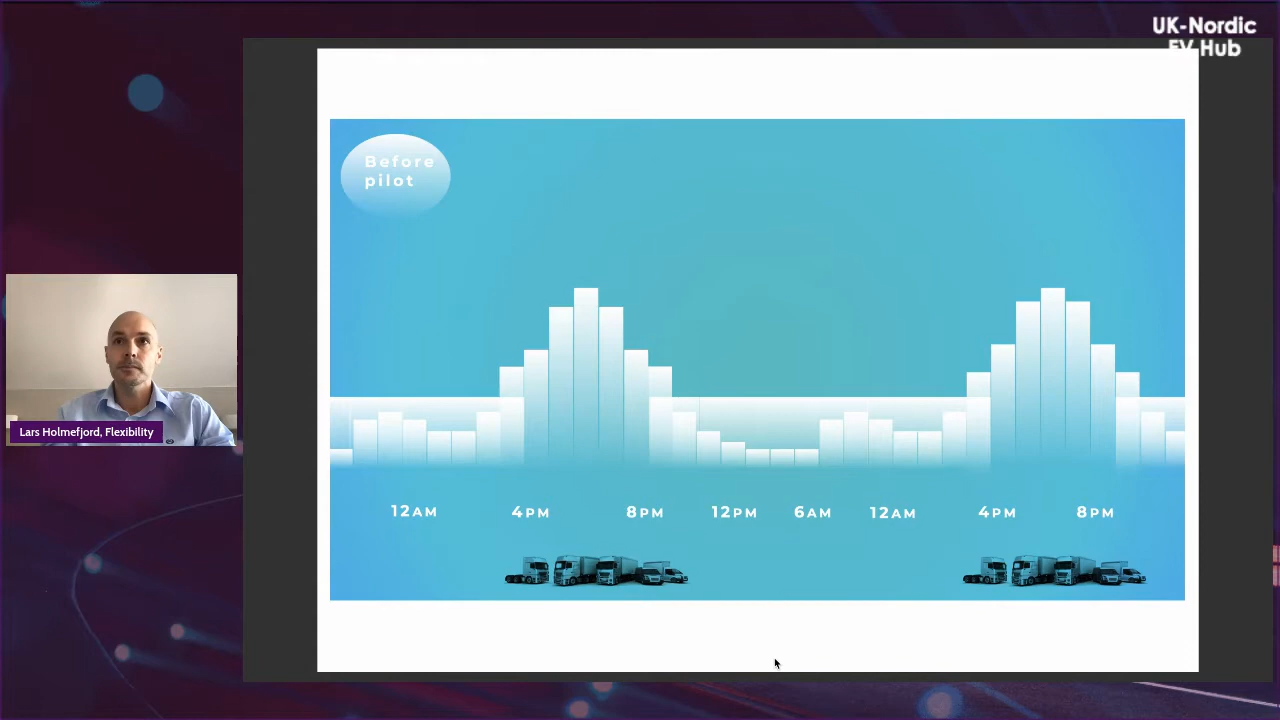 UK-Nordic
EV Hub
Before
pilot
12AM
4PM
8PM
12PM
6AM
12AM
4PM
8PM
Lars Holmefjord, Flexibility